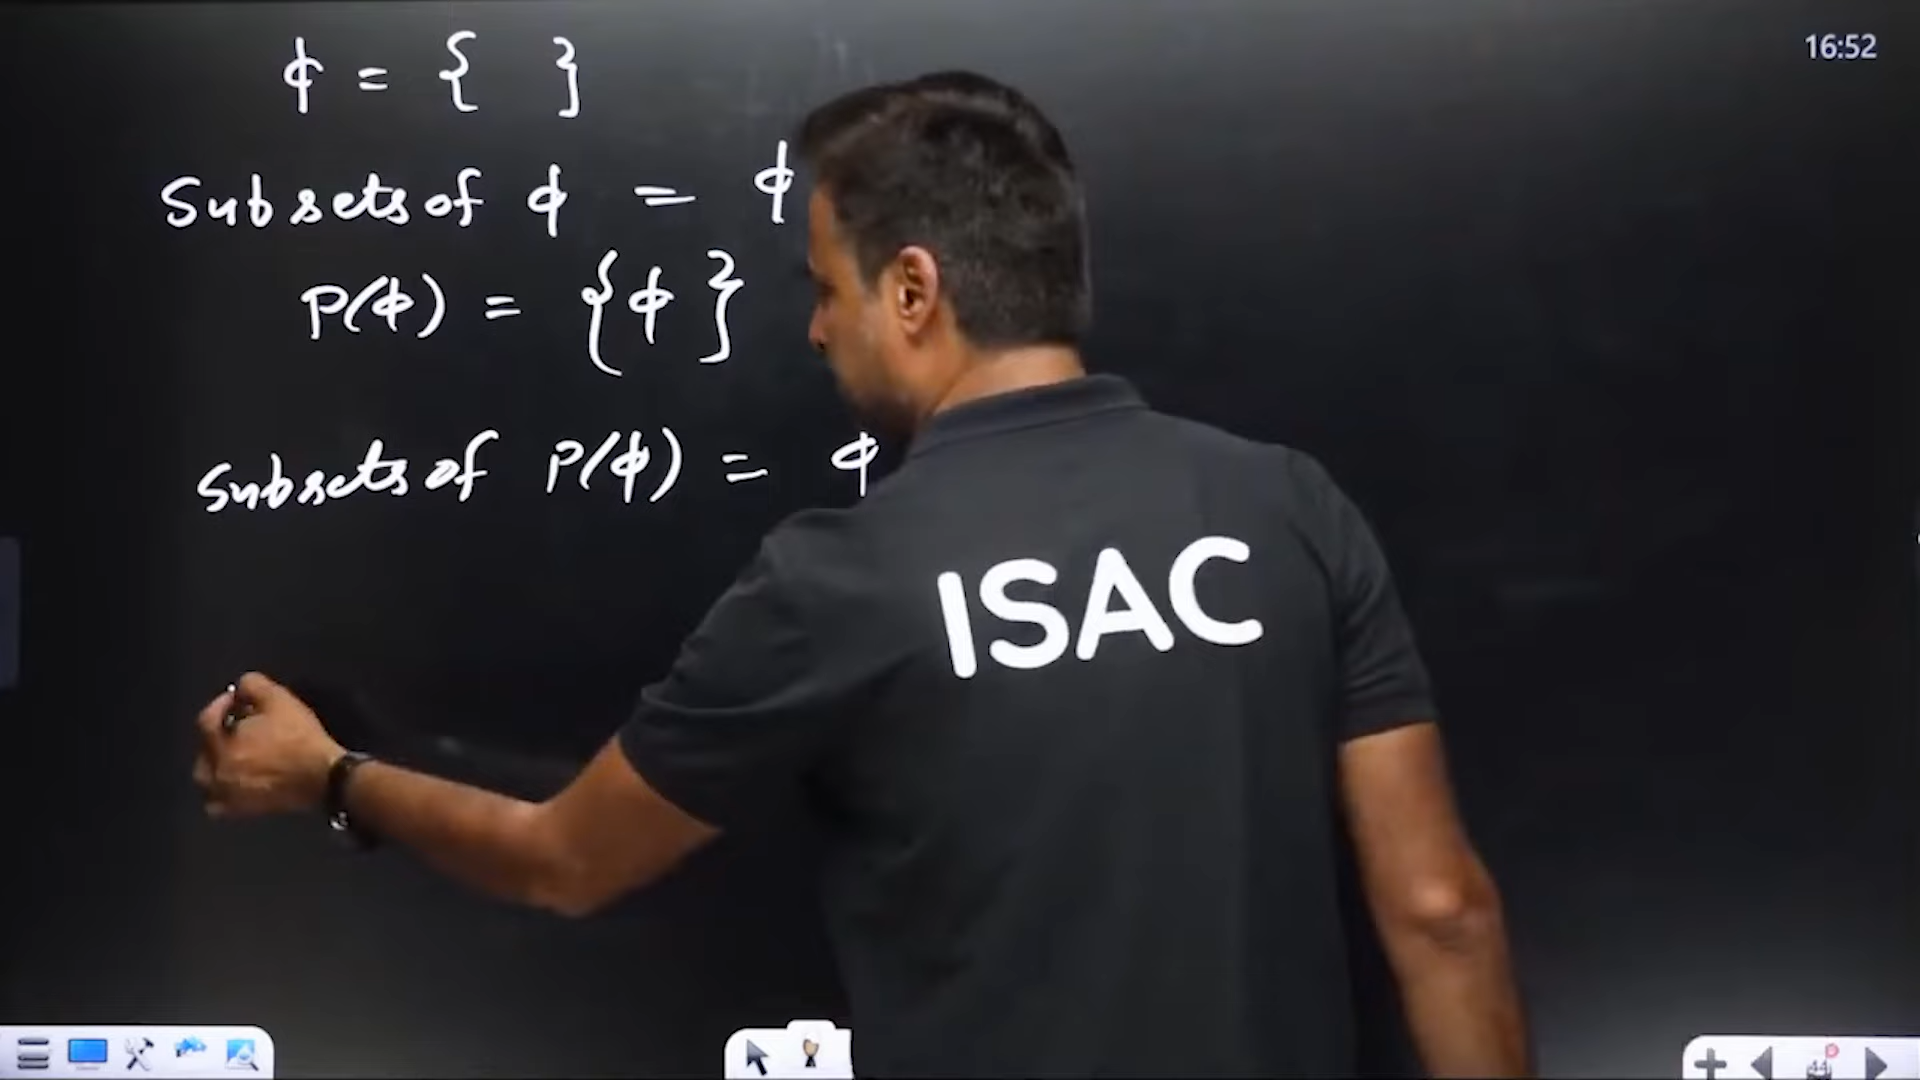 16:52
ϕ = { }
Subsets of ϕ = ϕ
P(ϕ) = {ϕ}
Subsets of P(ϕ) = ϕ
ISAC